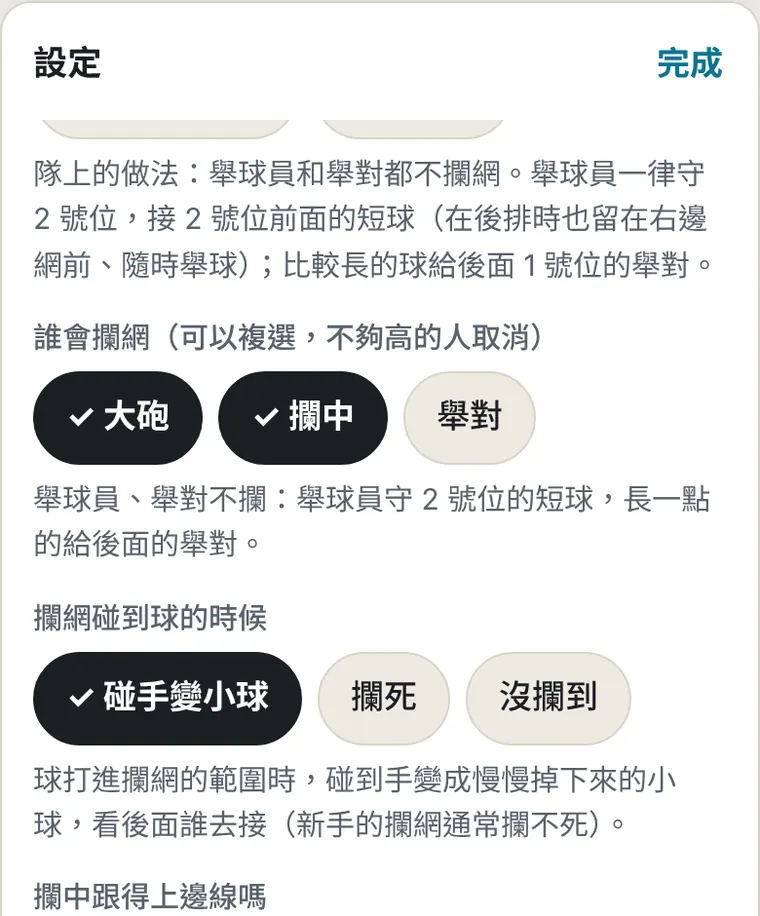 設定
完成
隊上的做法：舉球員和舉對都不攔網。舉球員一律守
2 號位，接 2 號位前面的短球（在後排時也留在右邊
網前、隨時舉球）；比較長的球給後面 1 號位的舉對。
誰會攔網（可以複選，不夠高的人取消）
✓ 大砲
✓ 攔中
舉對
舉球員、舉對不攔：舉球員守 2 號位的短球，長一點
的給後面的舉對。
攔網碰到球的時候
✓ 碰手變小球
攔死
沒攔到
球打進攔網的範圍時，碰到手變成慢慢掉下來的小
球，看後面誰去接（新手的攔網通常攔不死）。
攔中跟得上邊線嗎